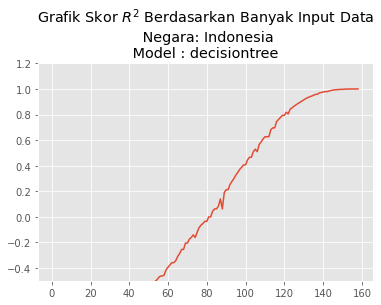 Grafik Skor R² Berdasarkan Banyak Input Data
Negara: Indonesia
Model : decisiontree
1.2
1.0
0.8
0.6
0.4
0.2
0.0
−0.2
−0.4
0 20 40 60 80 100 120 140 160